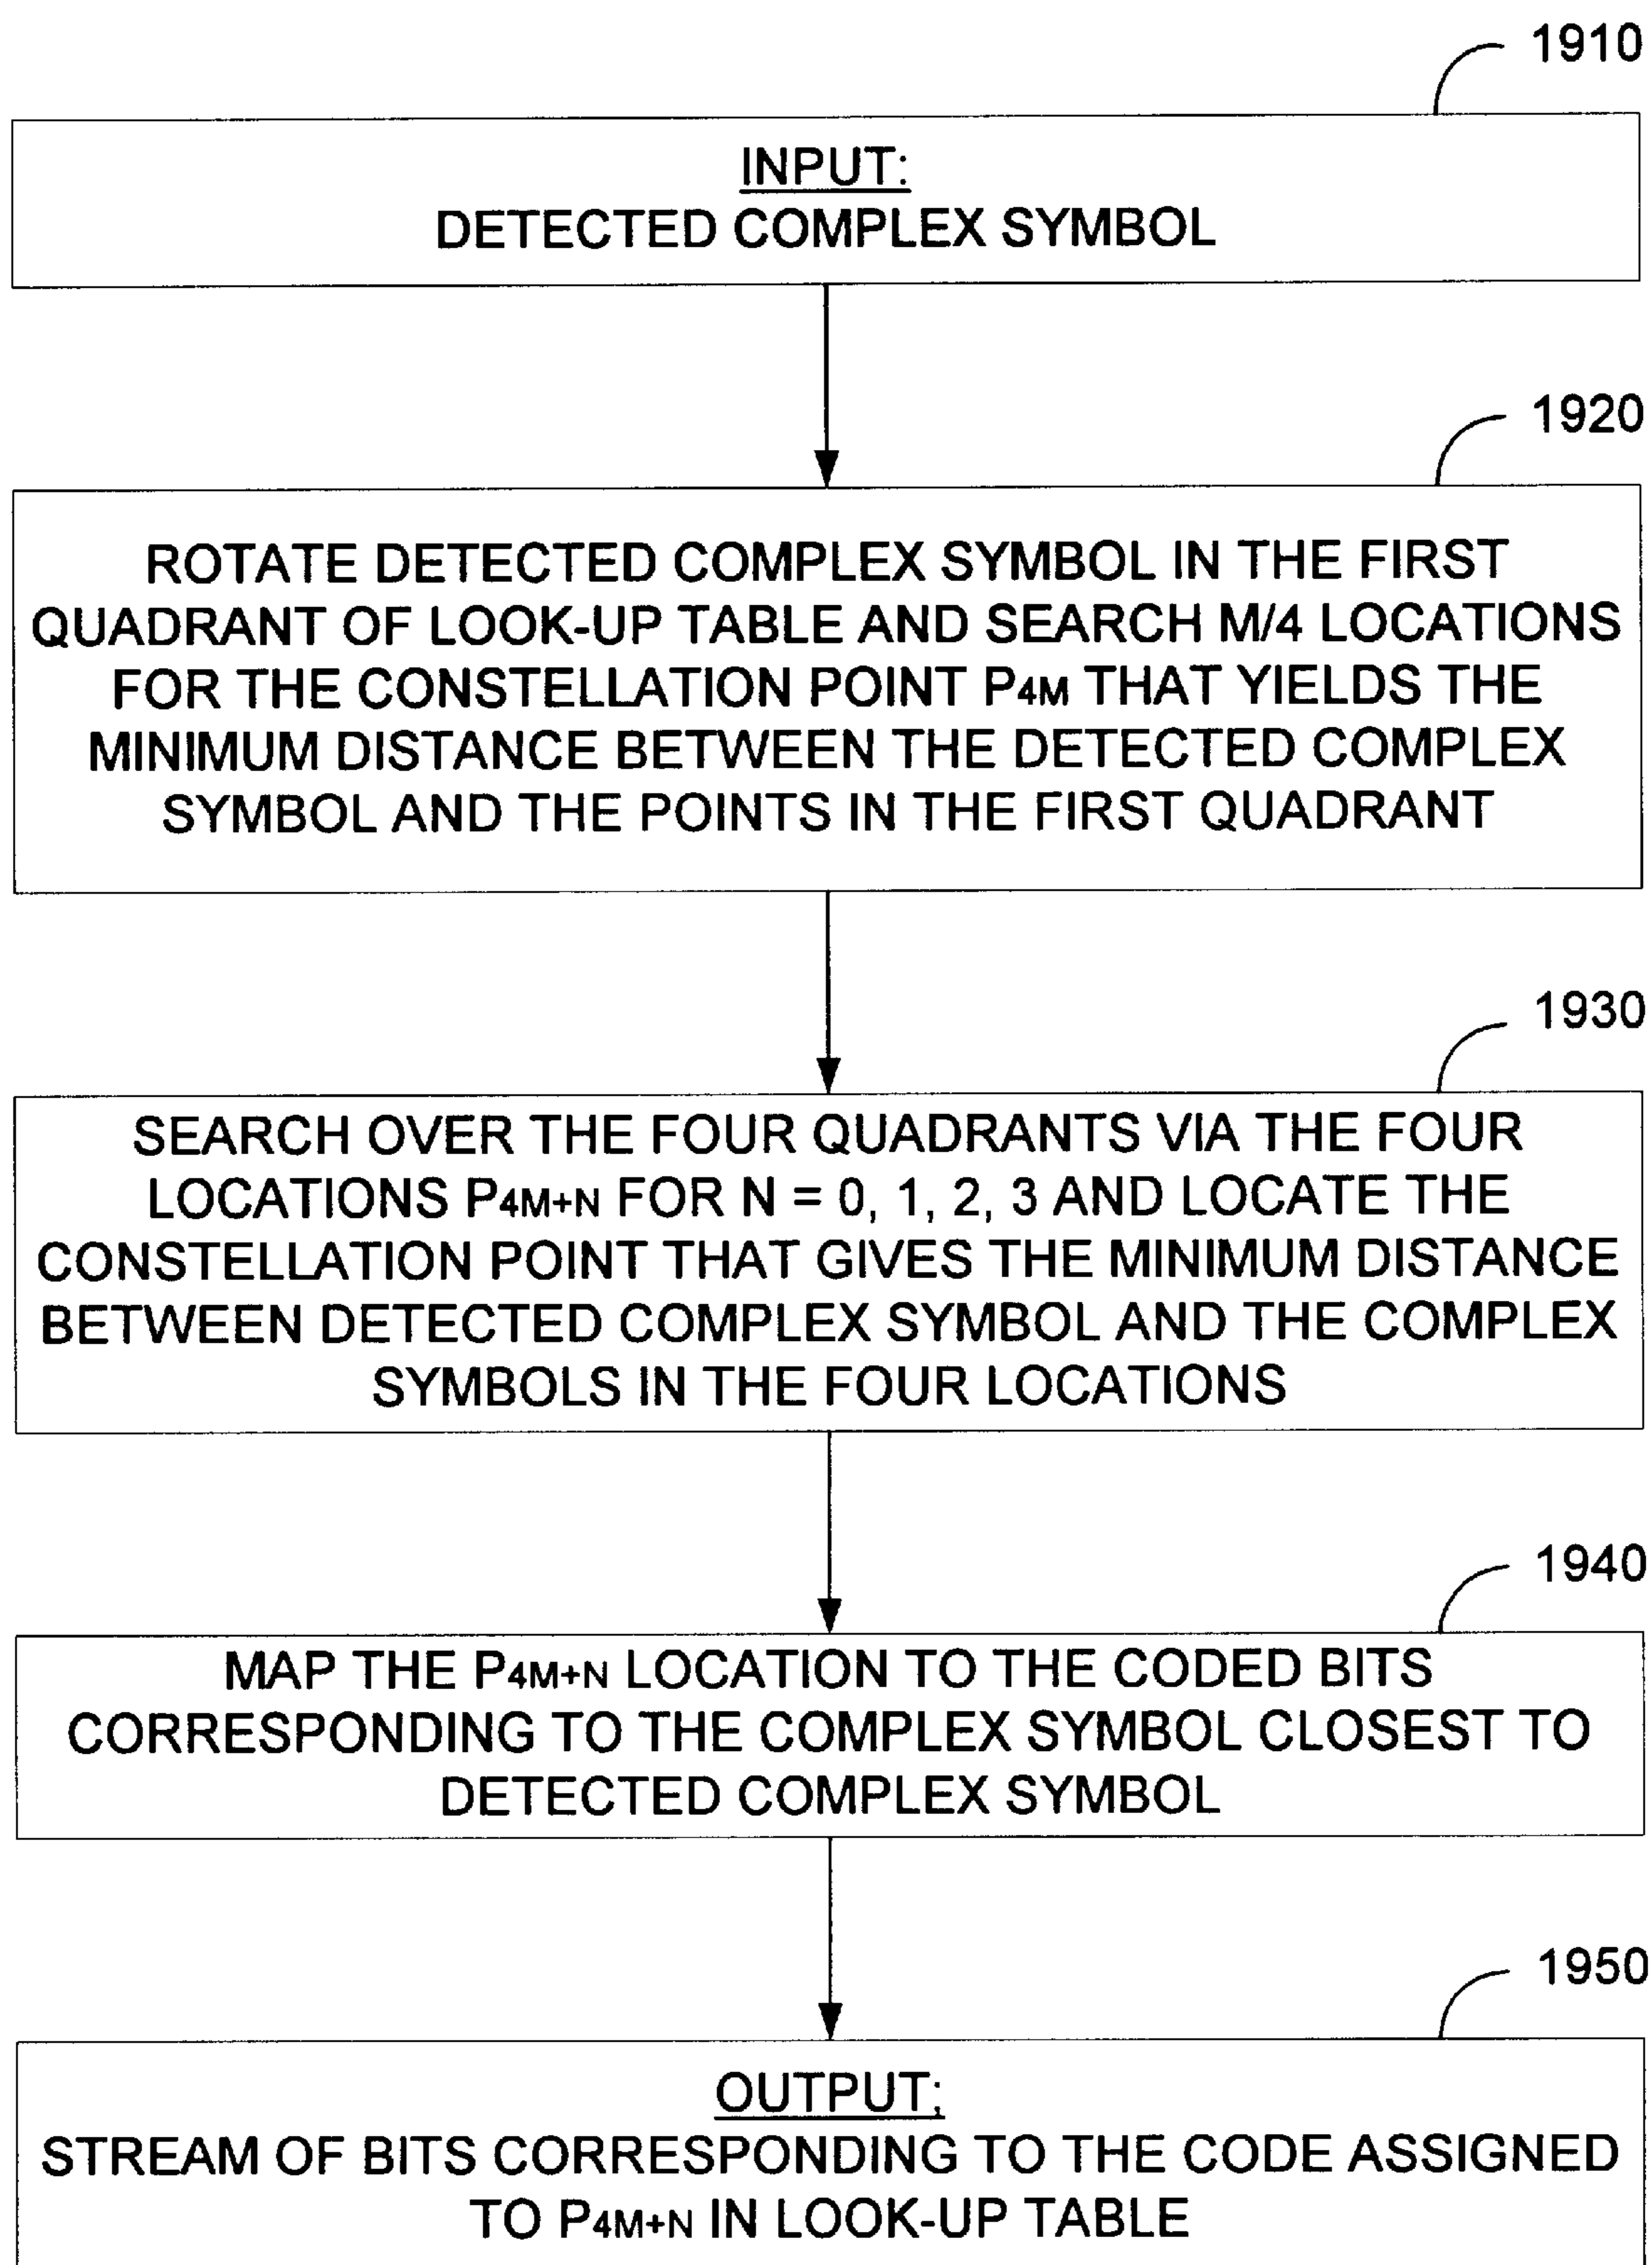 1910
INPUT:
DETECTED COMPLEX SYMBOL
1920
ROTATE DETECTED COMPLEX SYMBOL IN THE FIRST
QUADRANT OF LOOK-UP TABLE AND SEARCH M/4 LOCATIONS
FOR THE CONSTELLATION POINT P4M THAT YIELDS THE
MINIMUM DISTANCE BETWEEN THE DETECTED COMPLEX
SYMBOL AND THE POINTS IN THE FIRST QUADRANT
1930
SEARCH OVER THE FOUR QUADRANTS VIA THE FOUR
LOCATIONS P4M+N FOR N = 0, 1, 2, 3 AND LOCATE THE
CONSTELLATION POINT THAT GIVES THE MINIMUM DISTANCE
BETWEEN DETECTED COMPLEX SYMBOL AND THE COMPLEX
SYMBOLS IN THE FOUR LOCATIONS
1940
MAP THE P4M+N LOCATION TO THE CODED BITS
CORRESPONDING TO THE COMPLEX SYMBOL CLOSEST TO
DETECTED COMPLEX SYMBOL
1950
OUTPUT;
STREAM OF BITS CORRESPONDING TO THE CODE ASSIGNED
TO P4M+N IN LOOK-UP TABLE